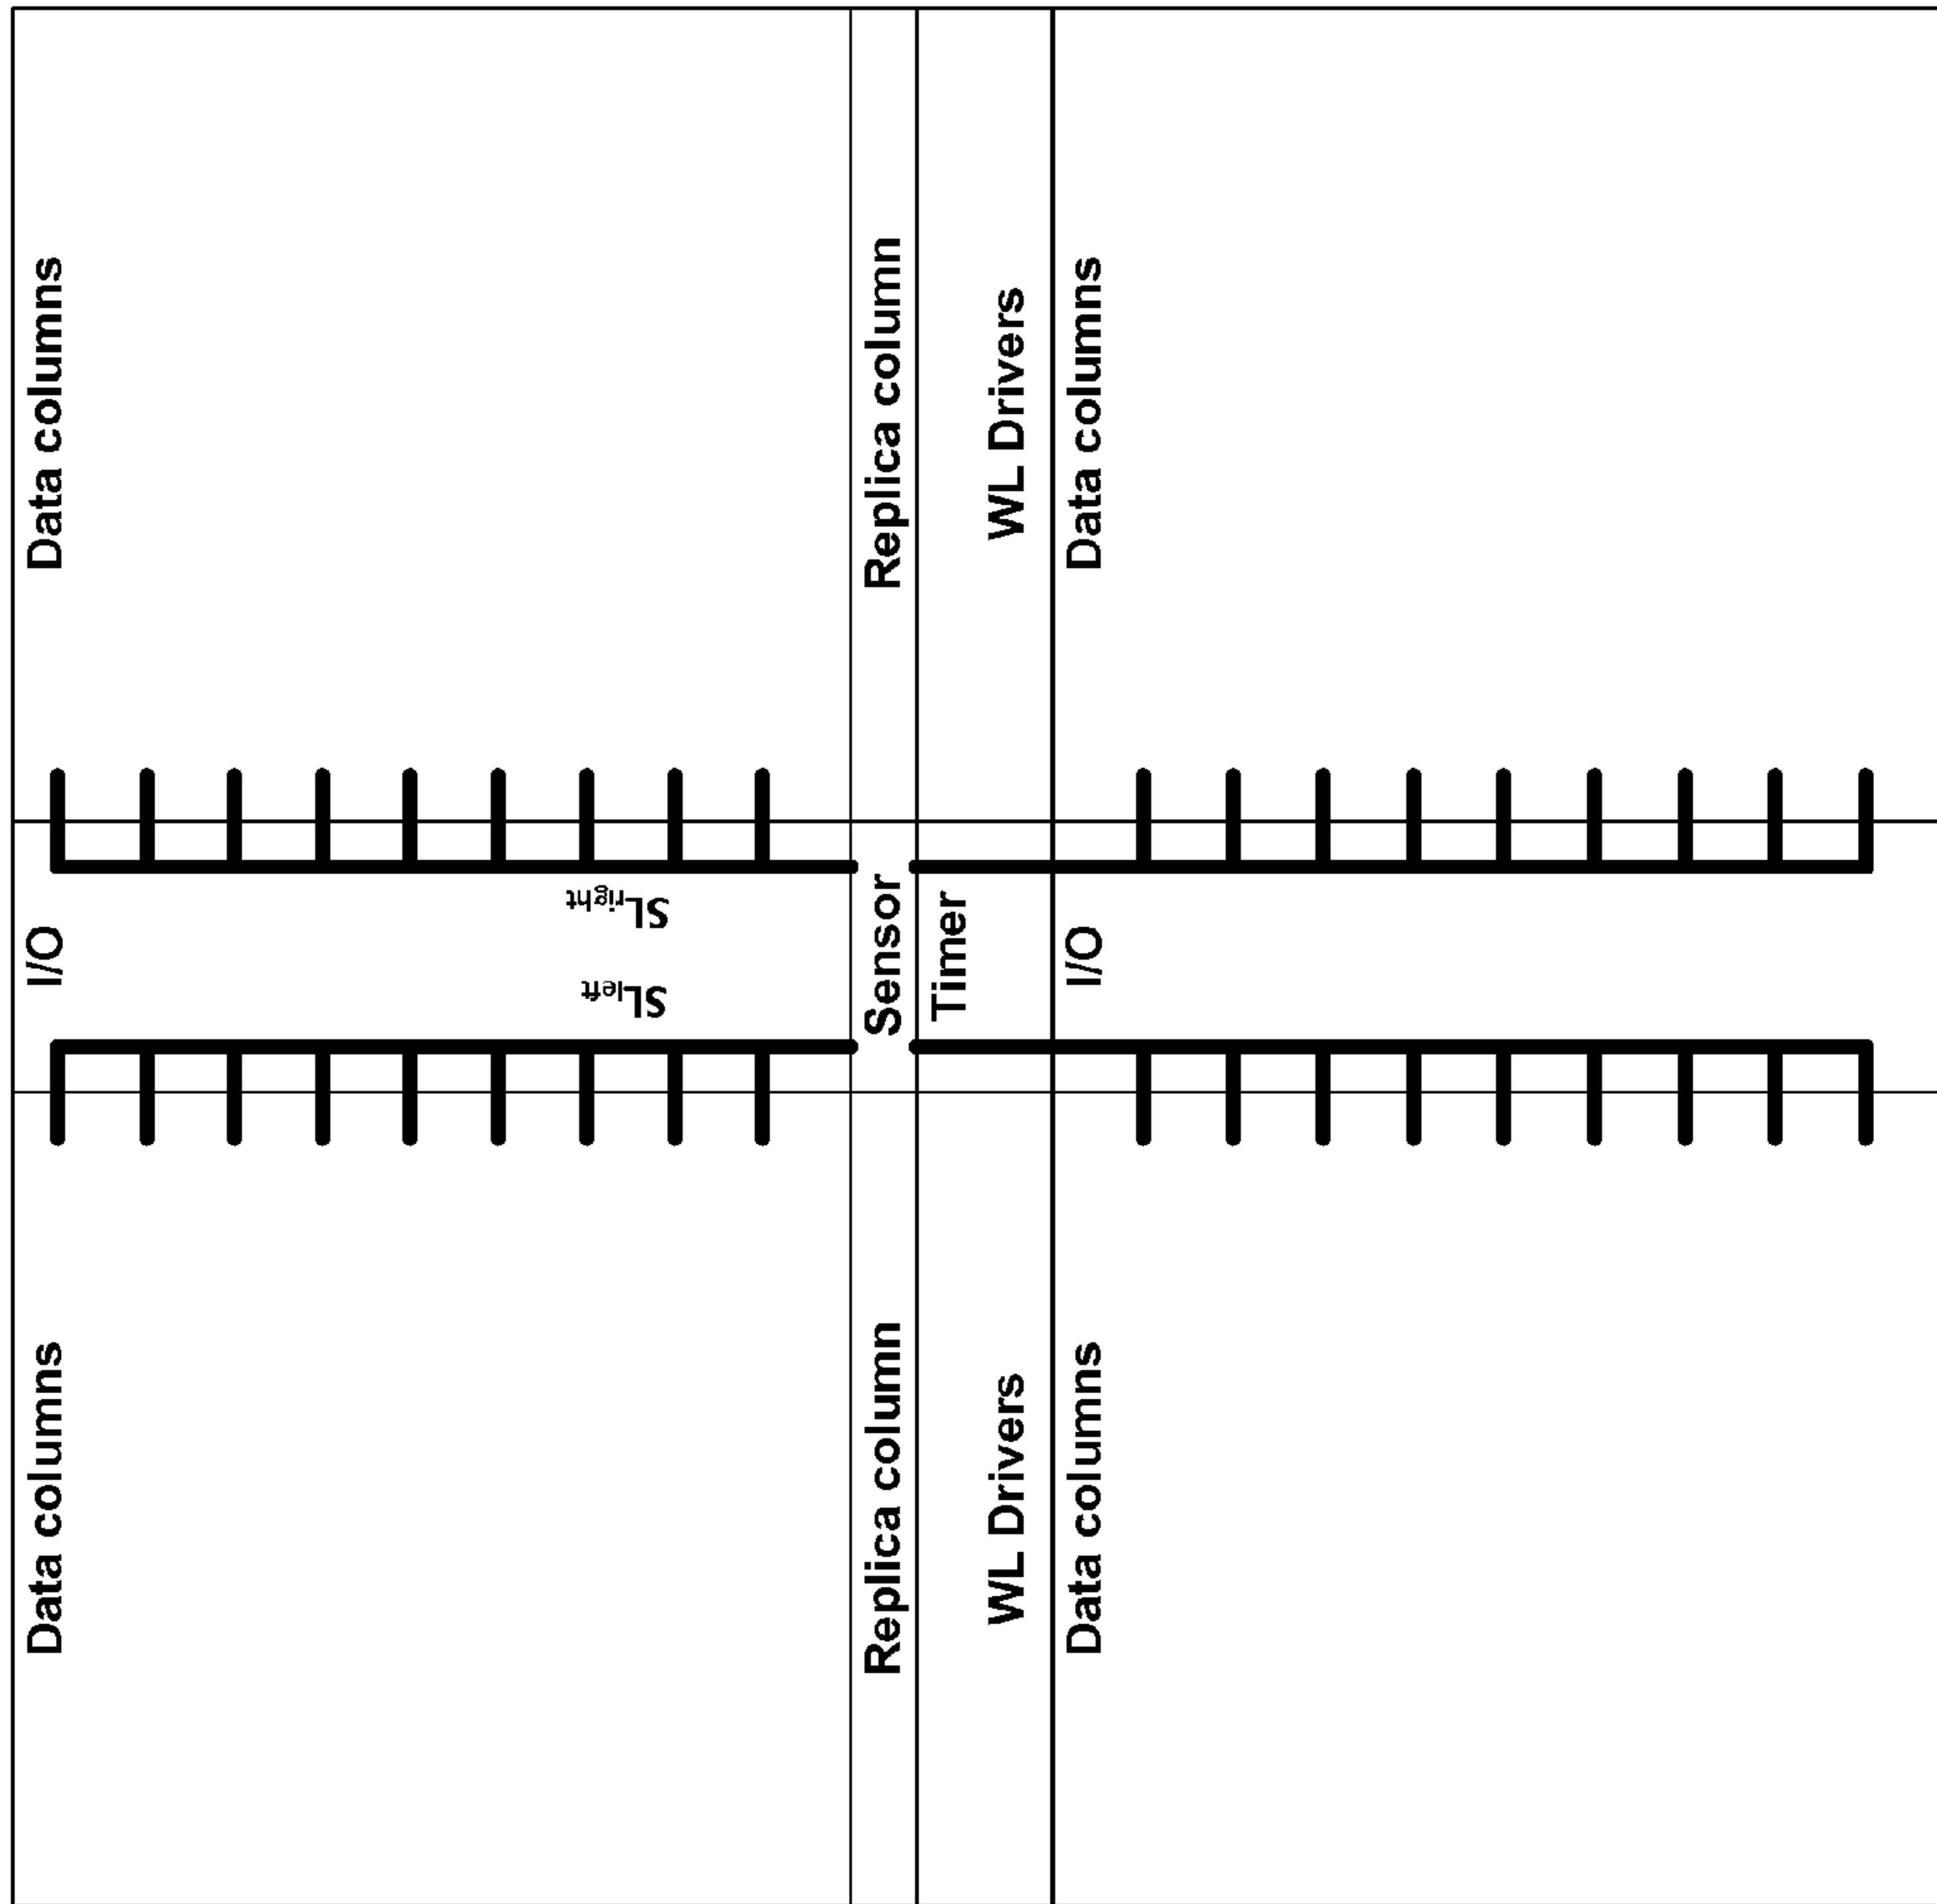 Data columns
I/O
Data columns
SLleft
SLright
Replica column
Sensor
Replica column
Timer
WL Drivers
WL Drivers
Data columns
I/O
Data columns